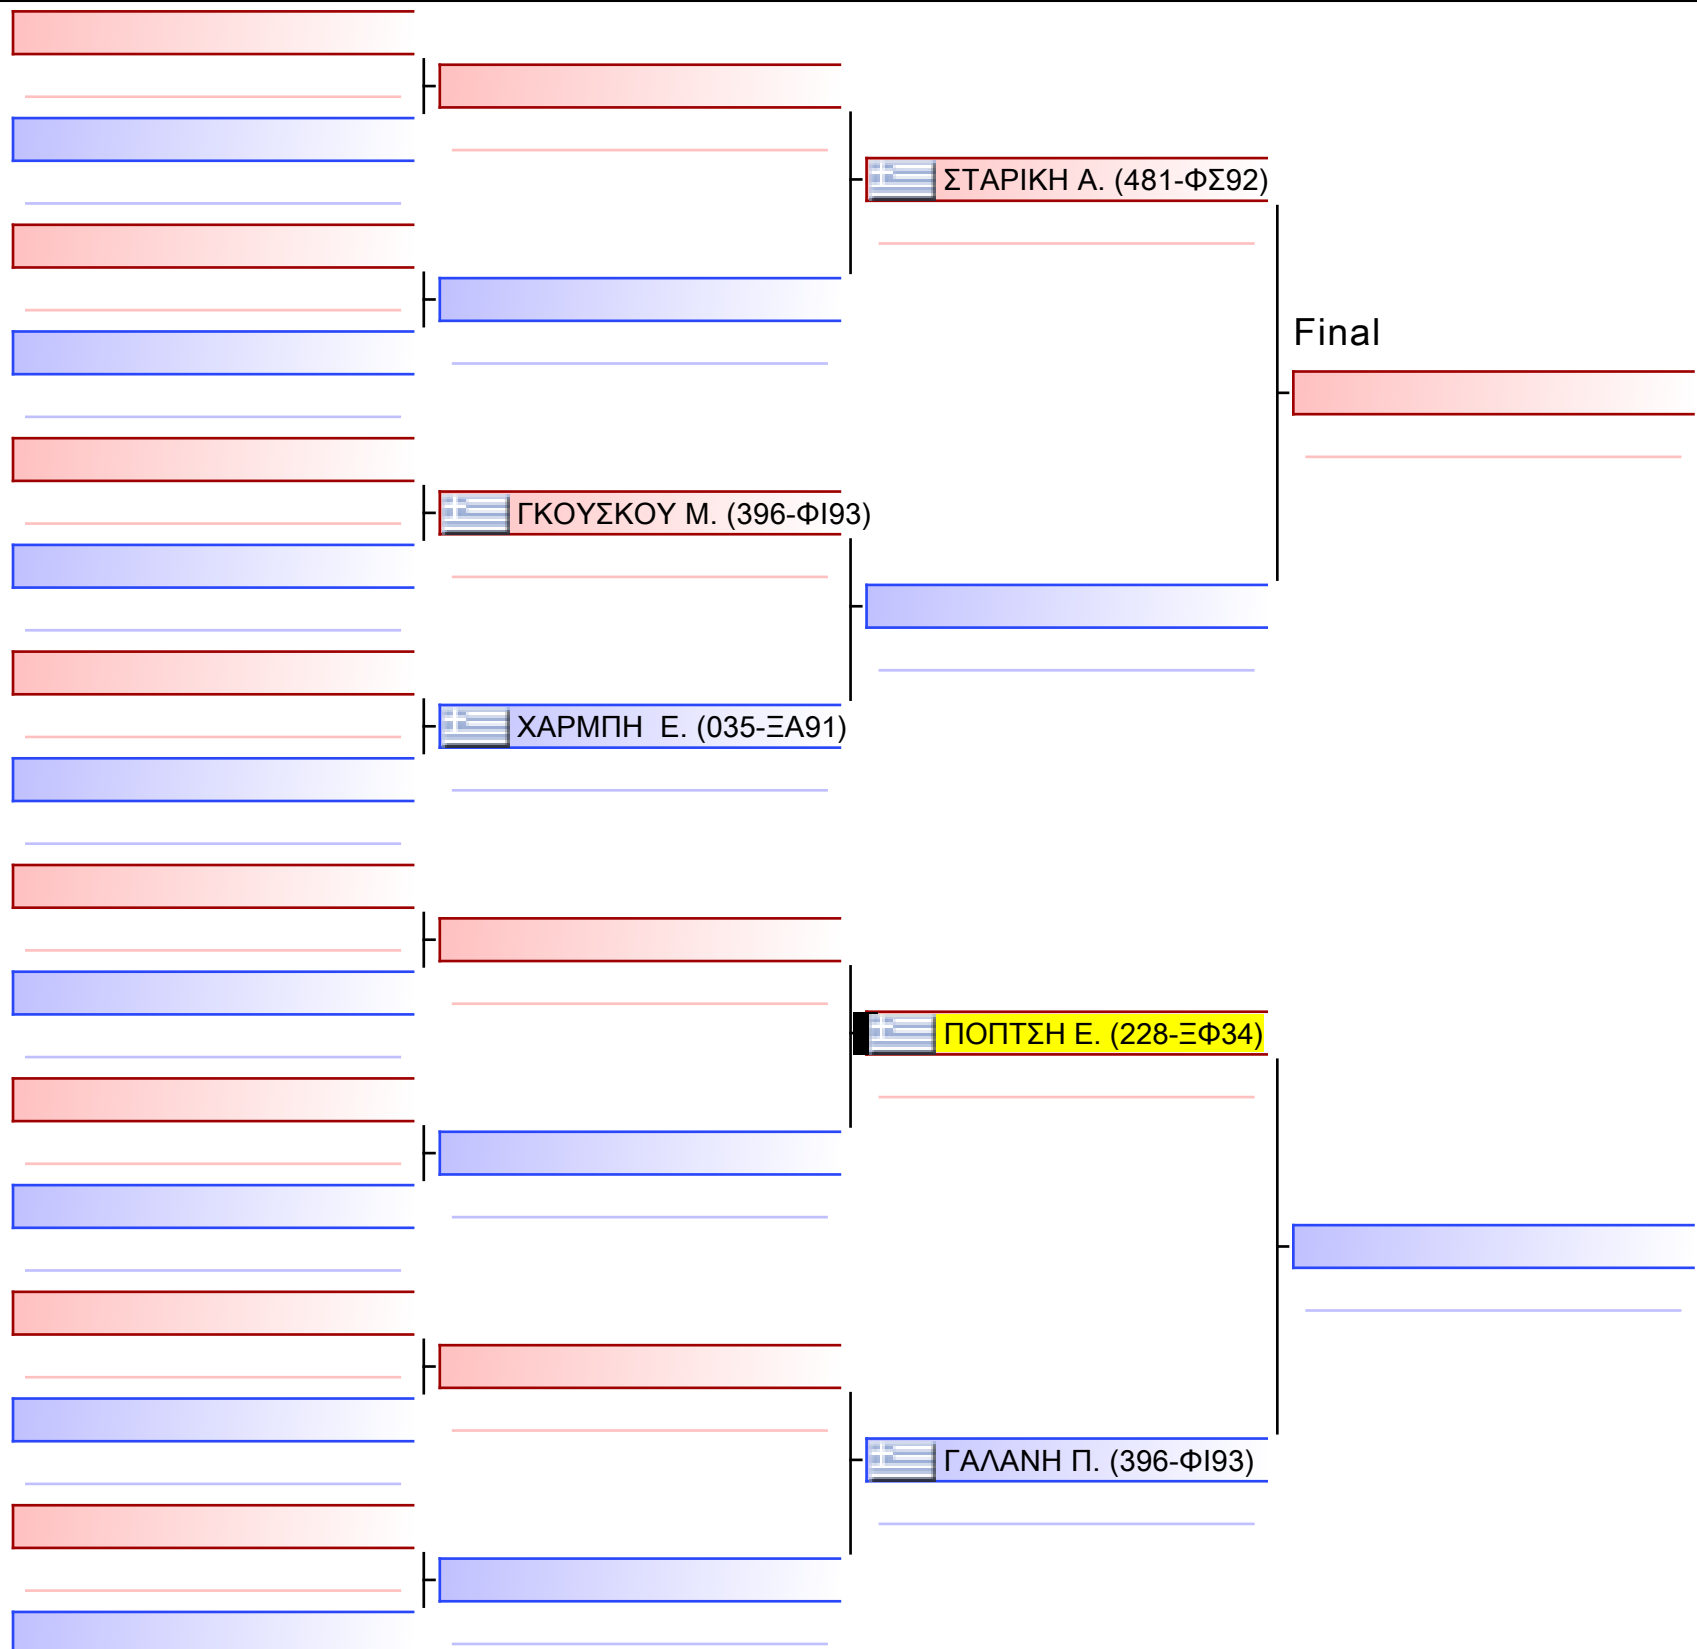 ΣΤΑΡΙΚΗ Α. (481-ΦΣ92)
Final
ΓΚΟΥΣΚΟΥ Μ. (396-ΦΙ93)
ΧΑΡΜΠΗ  Ε. (035-ΞΑ91)
ΠΟΠΤΣΗ Ε. (228-ΞΦ34)
ΓΑΛΑΝΗ Π. (396-ΦΙ93)